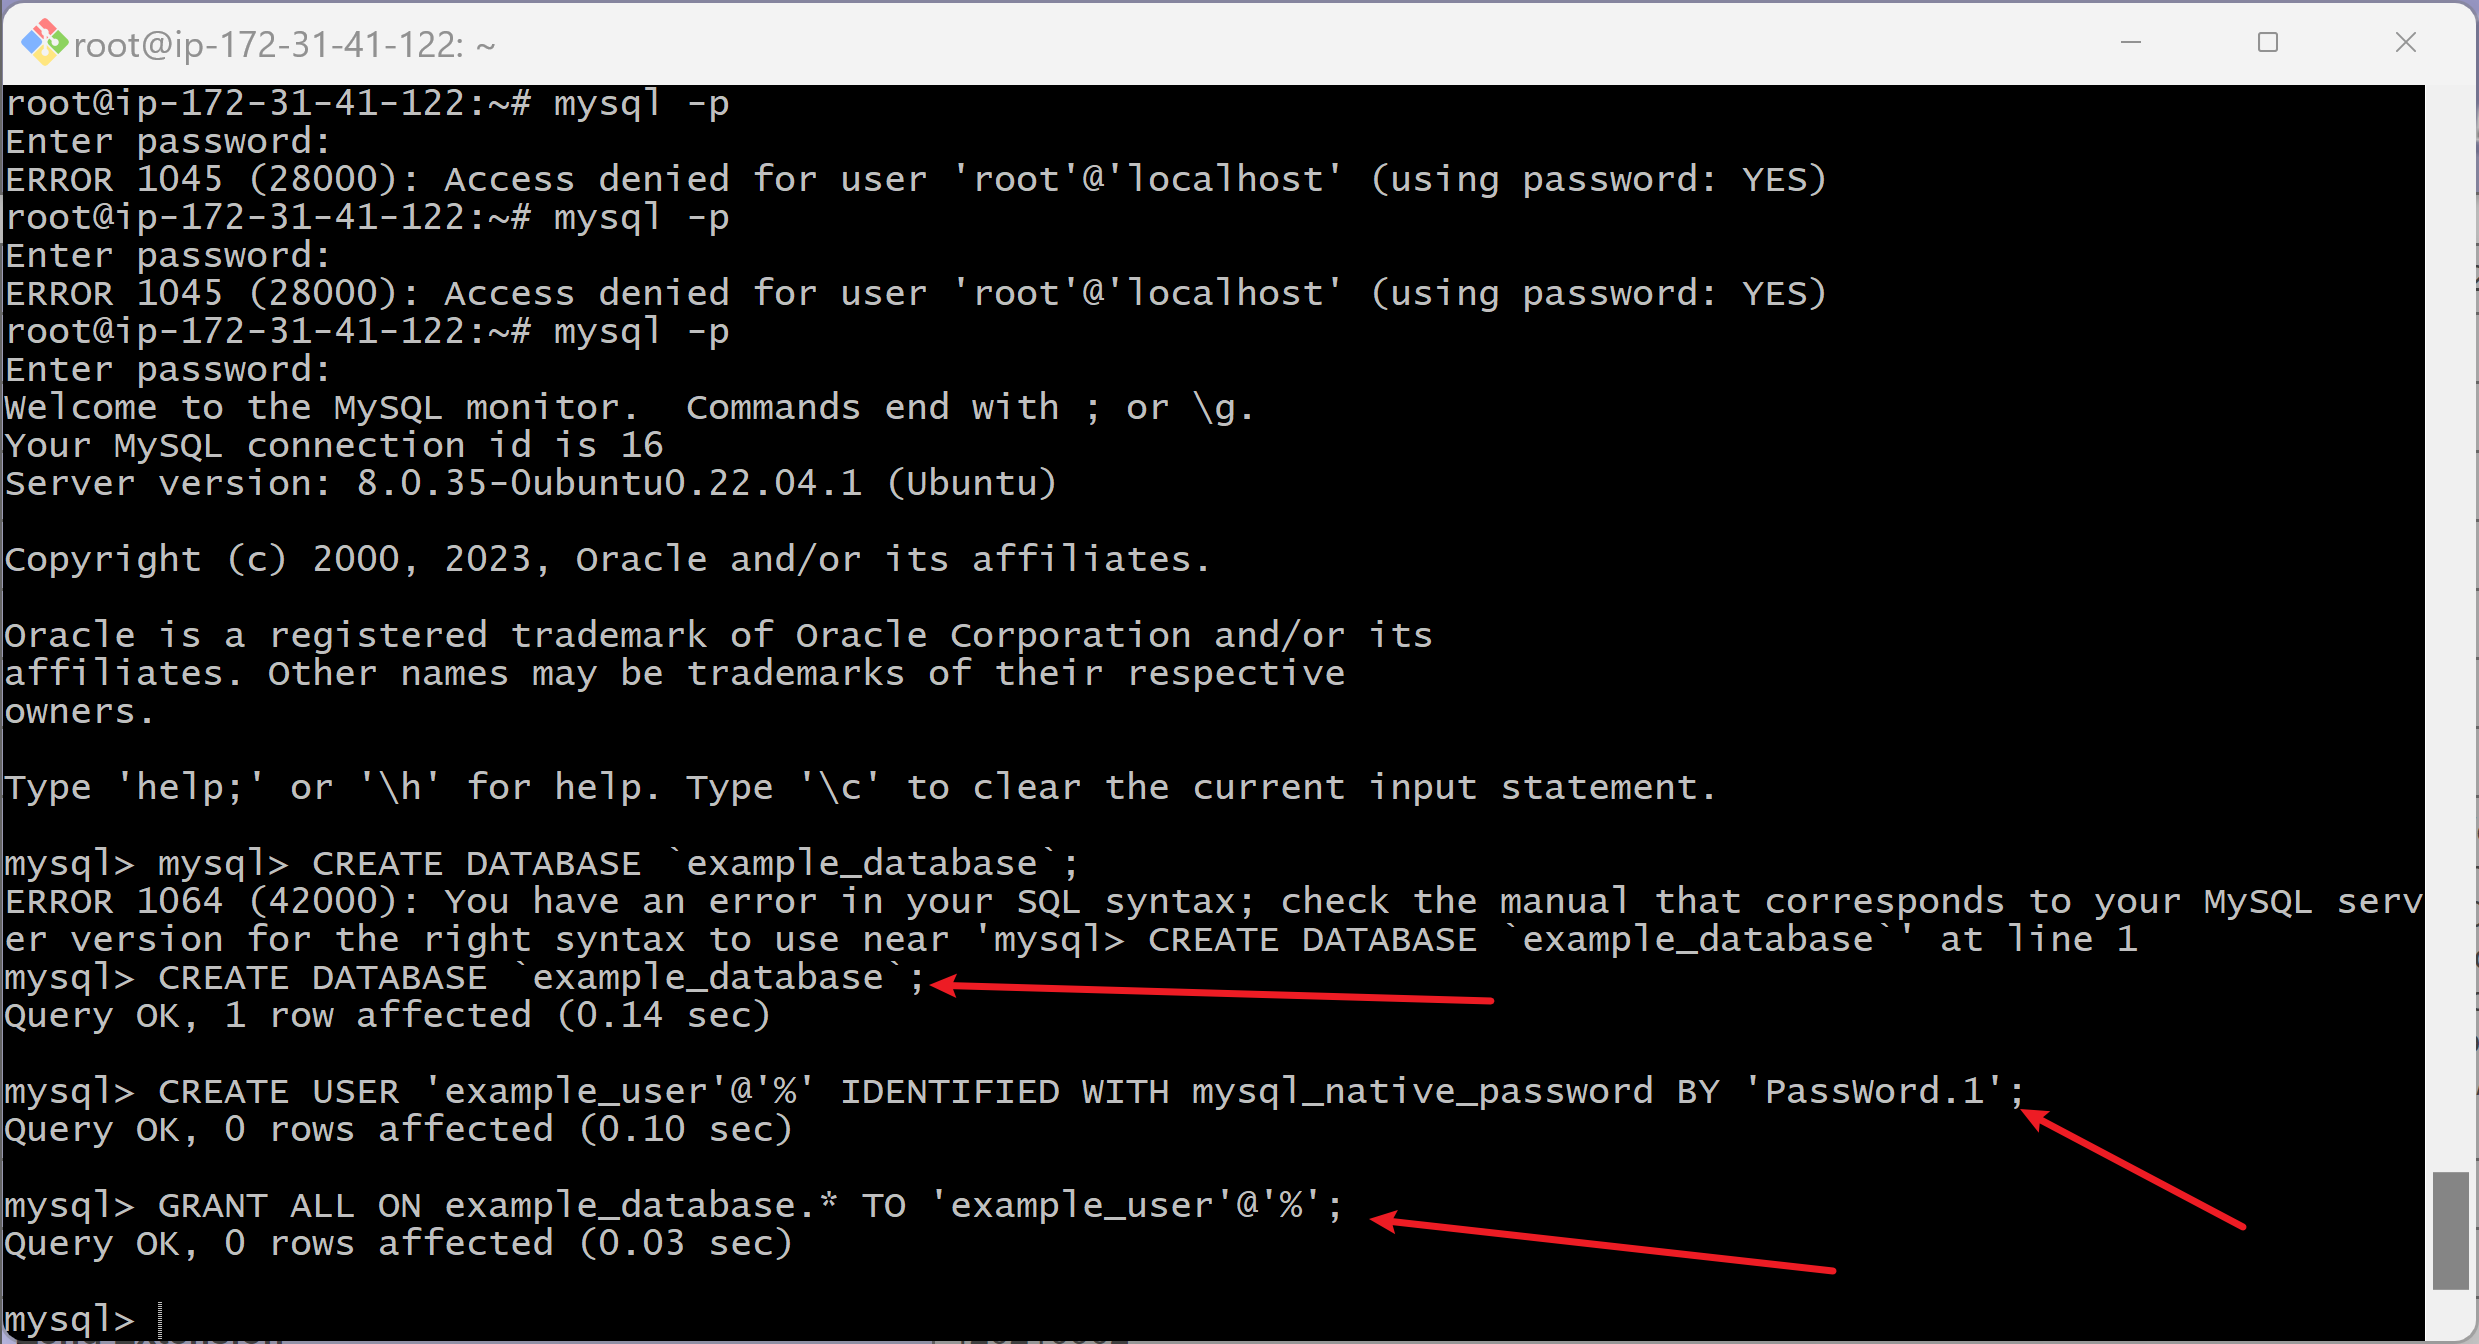 root@ip-172-31-41-122: ~
root@ip-172-31-41-122:~# mysql -p
Enter password:
ERROR 1045 (28000): Access denied for user 'root'@'localhost' (using password: YES)
root@ip-172-31-41-122:~# mysql -p
Enter password:
ERROR 1045 (28000): Access denied for user 'root'@'localhost' (using password: YES)
root@ip-172-31-41-122:~# mysql -p
Enter password:
Welcome to the MySQL monitor.  Commands end with ; or \g.
Your MySQL connection id is 16
Server version: 8.0.35-0ubuntu0.22.04.1 (Ubuntu)
Copyright (c) 2000, 2023, Oracle and/or its affiliates.
Oracle is a registered trademark of Oracle Corporation and/or its
affiliates. Other names may be trademarks of their respective
owners.
Type 'help;' or '\h' for help. Type '\c' to clear the current input statement.
mysql> mysql> CREATE DATABASE `example_database`;
ERROR 1064 (42000): You have an error in your SQL syntax; check the manual that corresponds to your MySQL serv
er version for the right syntax to use near 'mysql> CREATE DATABASE `example_database`' at line 1
mysql> CREATE DATABASE `example_database`;
Query OK, 1 row affected (0.14 sec)
mysql> CREATE USER 'example_user'@'%' IDENTIFIED WITH mysql_native_password BY 'PassWord.1';
Query OK, 0 rows affected (0.10 sec)
mysql> GRANT ALL ON example_database.* TO 'example_user'@'%';
Query OK, 0 rows affected (0.03 sec)
mysql>